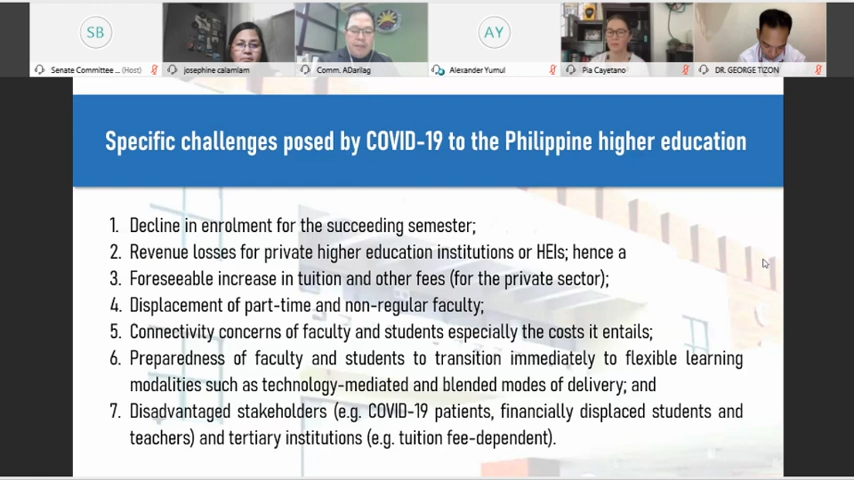 SB
AY
Senate Committee ... (Host)
josephine calamlam
Comm. ADarilag
Alexander Yumul
Pia Cayetano
DR. GEORGE TIZON
Specific challenges posed by COVID-19 to the Philippine higher education
1. Decline in enrolment for the succeeding semester;
2. Revenue losses for private higher education institutions or HEIs; hence a
3. Foreseeable increase in tuition and other fees (for the private sector);
4. Displacement of part-time and non-regular faculty;
5. Connectivity concerns of faculty and students especially the costs it entails;
6. Preparedness of faculty and students to transition immediately to flexible learning
modalities such as technology-mediated and blended modes of delivery; and
7. Disadvantaged stakeholders (e.g. COVID-19 patients, financially displaced students and
teachers) and tertiary institutions (e.g. tuition fee-dependent).